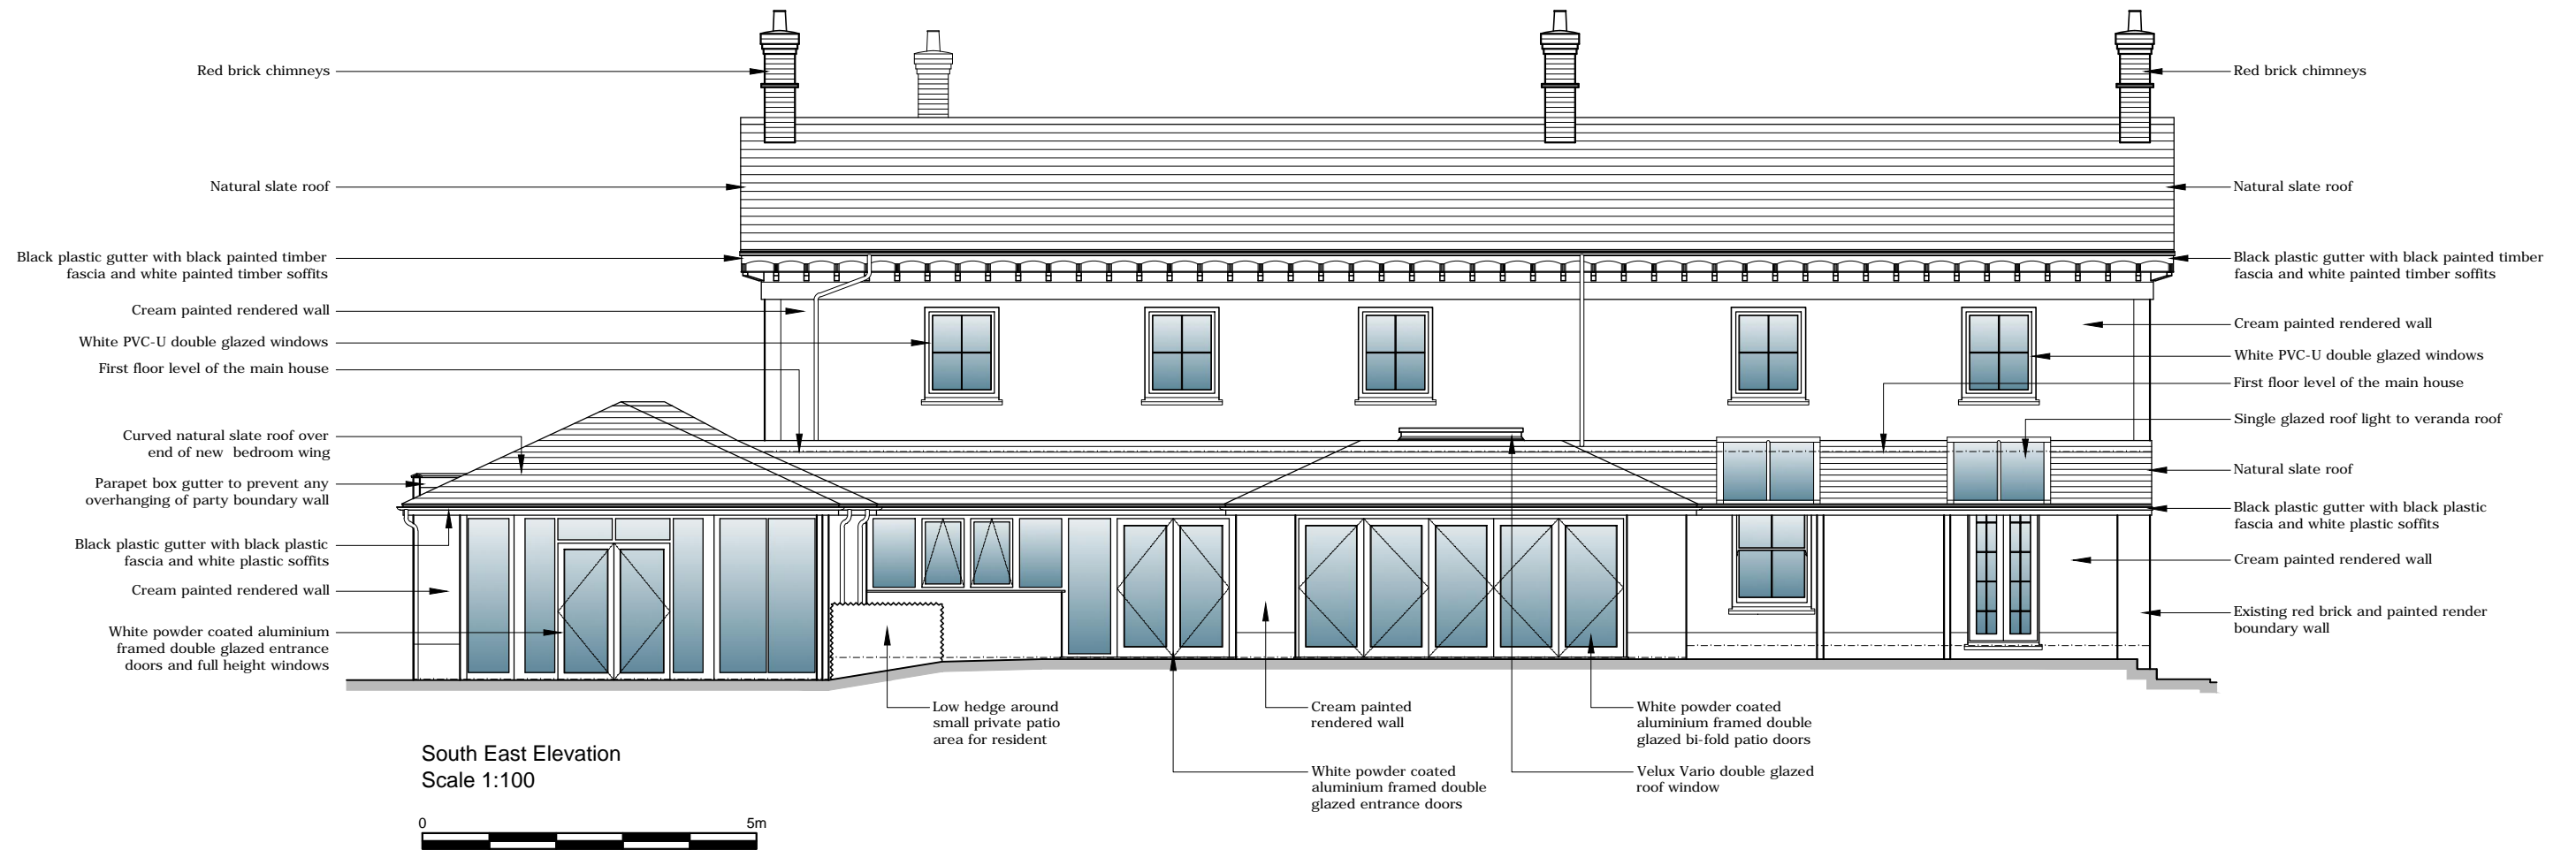 Red brick chimneys
Natural slate roof
Black plastic gutter with black painted timber
fascia and white painted timber soffits
Cream painted rendered wall
White PVC-U double glazed windows
First floor level of the main house
Curved natural slate roof over
end of new bedroom wing
Parapet box gutter to prevent any
overhanging of party boundary wall
Black plastic gutter with black plastic
fascia and white plastic soffits
Cream painted rendered wall
White powder coated aluminium
framed double glazed entrance
doors and full height windows
Red brick chimneys
Natural slate roof
Black plastic gutter with black painted timber
fascia and white painted timber soffits
Cream painted rendered wall
White PVC-U double glazed windows
First floor level of the main house
Single glazed roof light to veranda roof
Natural slate roof
Black plastic gutter with black plastic
fascia and white plastic soffits
Cream painted rendered wall
Existing red brick and painted render
boundary wall
Low hedge around
small private patio
area for resident
Cream painted
rendered wall
White powder coated
aluminium framed double
glazed entrance doors
White powder coated
aluminium framed double
glazed bi-fold patio doors
Velux Vario double glazed
roof window
South East Elevation
Scale 1:100
0 5m